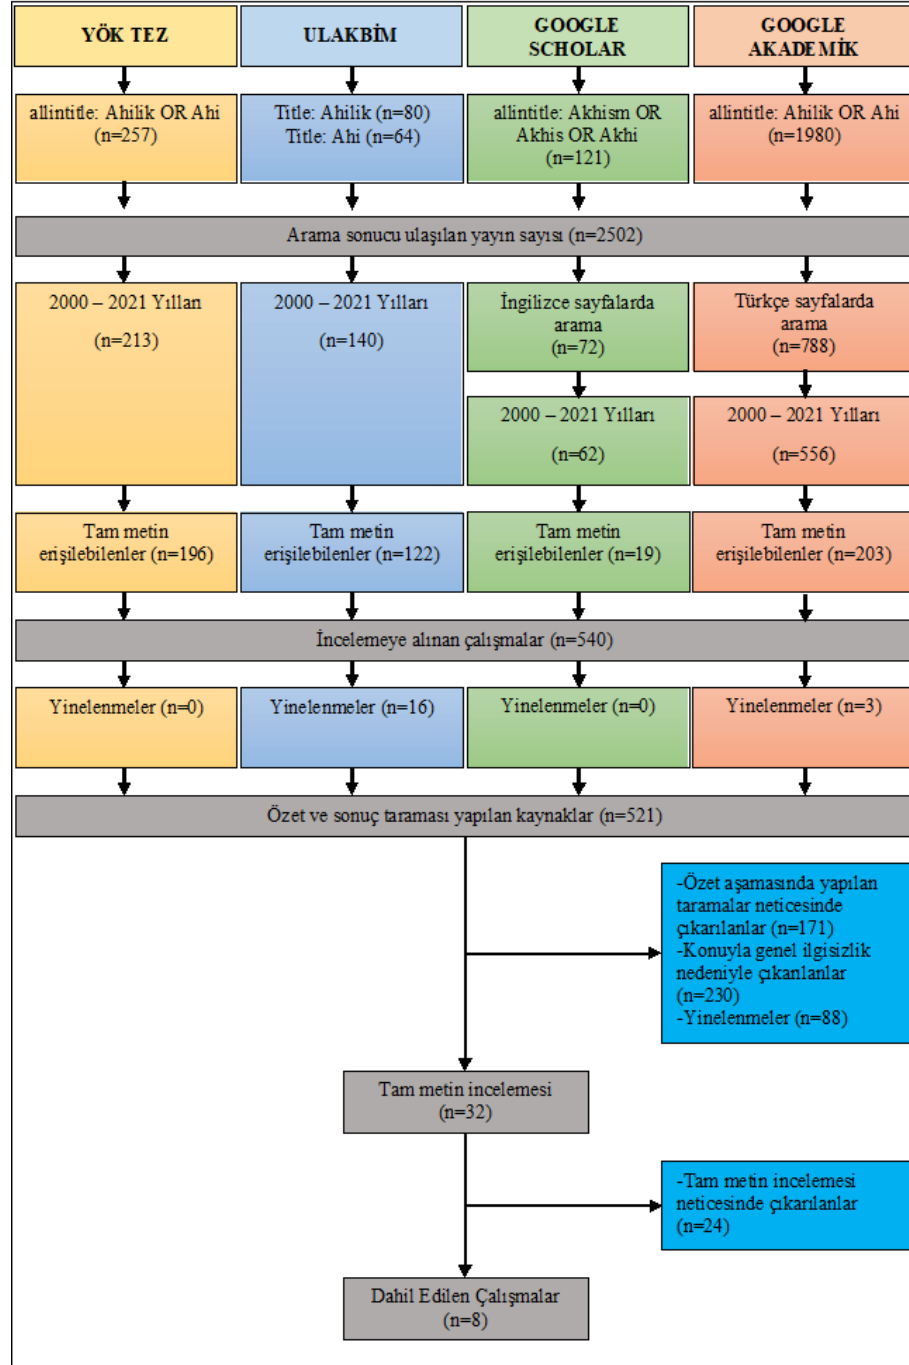 YÖK TEZ
ULAKBİM
GOOGLE
SCHOLAR
GOOGLE
AKADEMİK
allintitle: Ahilik OR Ahi
(n=257)
Title: Ahilik (n=80)
Title: Ahi (n=64)
allintitle: Akhism OR
Akhis OR Akhi
(n=121)
allintitle: Ahilik OR Ahi
(n=1980)
Arama sonucu ulaşılan yayın sayısı (n=2502)
2000 – 2021 Yılları
(n=213)
2000 – 2021 Yılları
(n=140)
İngilizce sayfalarda
arama
(n=72)
Türkçe sayfalarda
arama
(n=788)
2000 – 2021 Yılları
(n=62)
2000 – 2021 Yılları
(n=556)
Tam metin
erişilebilenler (n=196)
Tam metin
erişilebilenler (n=122)
Tam metin
erişilebilenler (n=19)
Tam metin
erişilebilenler (n=203)
İncelemeye alınan çalışmalar (n=540)
Yinelenmeler (n=0)
Yinelenmeler (n=16)
Yinelenmeler (n=0)
Yinelenmeler (n=3)
Özet ve sonuç taraması yapılan kaynaklar (n=521)
-Özet aşamasında yapılan
taramalar neticesinde
çıkarılanlar (n=171)
-Konuyla genel ilgisizlik
nedeniyle çıkarılanlar
(n=230)
-Yinelenmeler (n=88)
Tam metin incelemesi
(n=32)
-Tam metin incelemesi
neticesinde çıkarılanlar
(n=24)
Dahil Edilen Çalışmalar
(n=8)